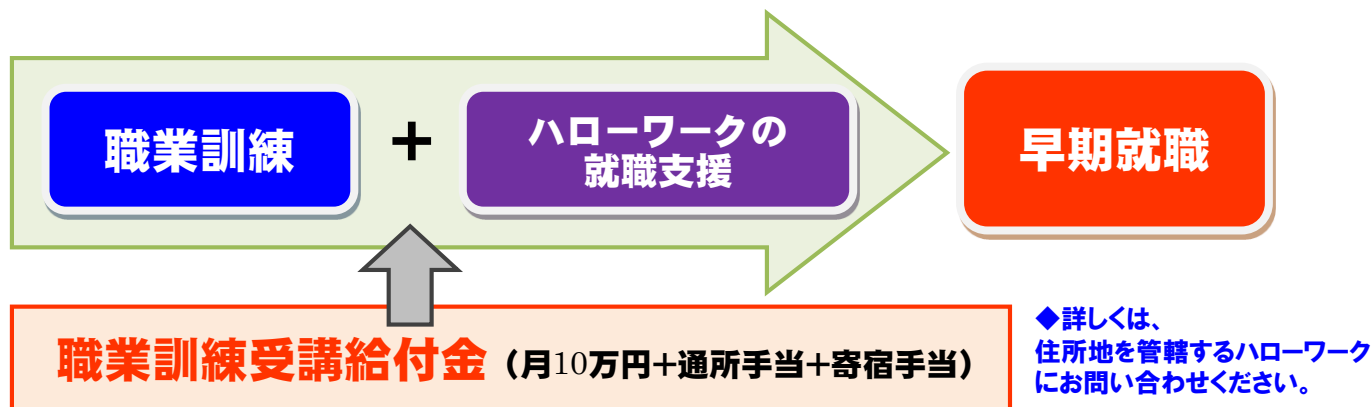 職業訓練
+
ハローワークの
就職支援
早期就職
職業訓練受講給付金（月10万円+通所手当+寄宿手当）
◆詳しくは、
住所地を管轄するハローワーク
にお問い合わせください。